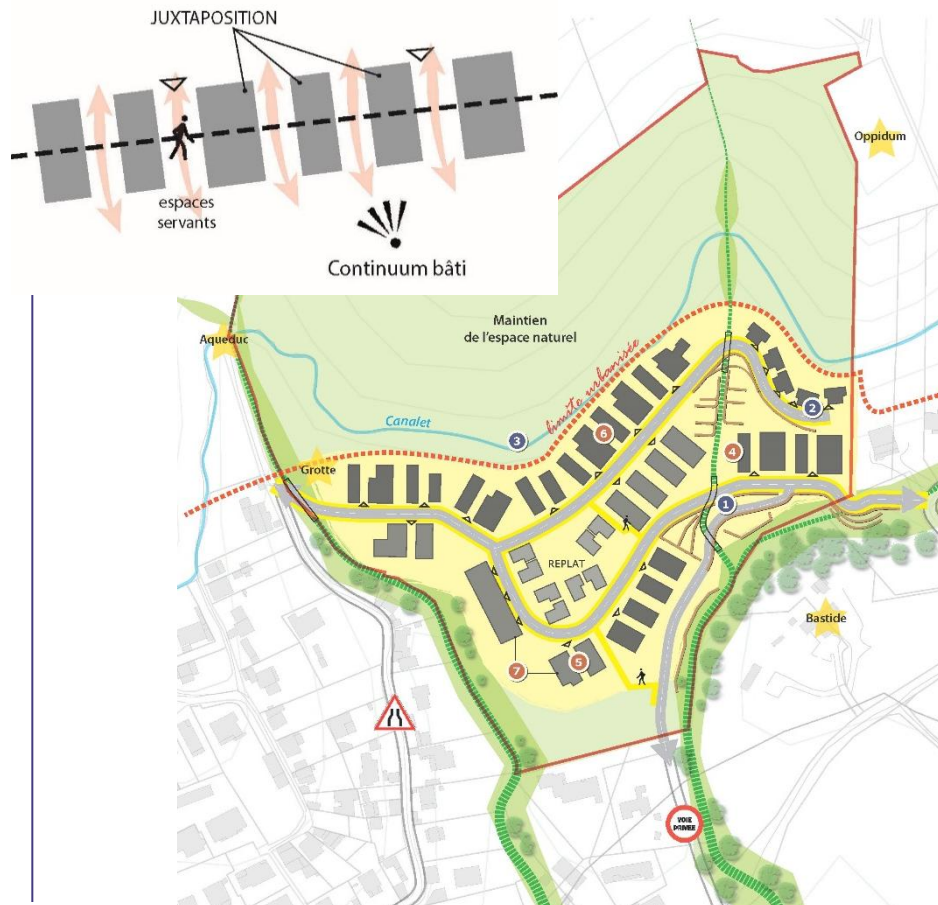 JUXTAPOSITION
espaces
servants
Continuum bâti
Oppidum
Aqueduc
Maintien
de l'espace naturel
limite urbanisée
Canalet
3
6
2
Grotte
4
1
REPLAT
Bastide
7
5
VOIE
PRIVÉE